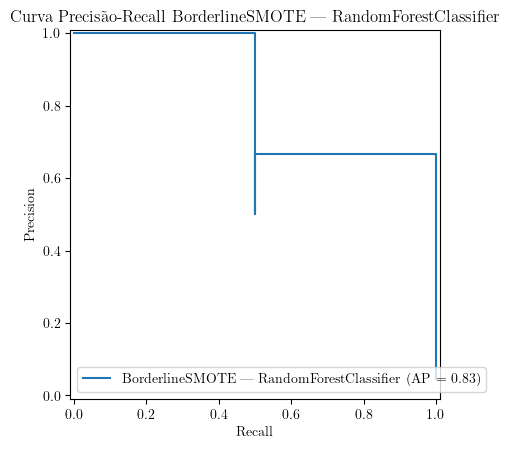 Curva Precisão-Recall BorderlineSMOTE — RandomForestClassifier
1.0
0.8
0.6
0.4
0.2
0.0
Precision
BorderlineSMOTE — RandomForestClassifier (AP = 0.83)
0.0 0.2 0.4 0.6 0.8 1.0
Recall